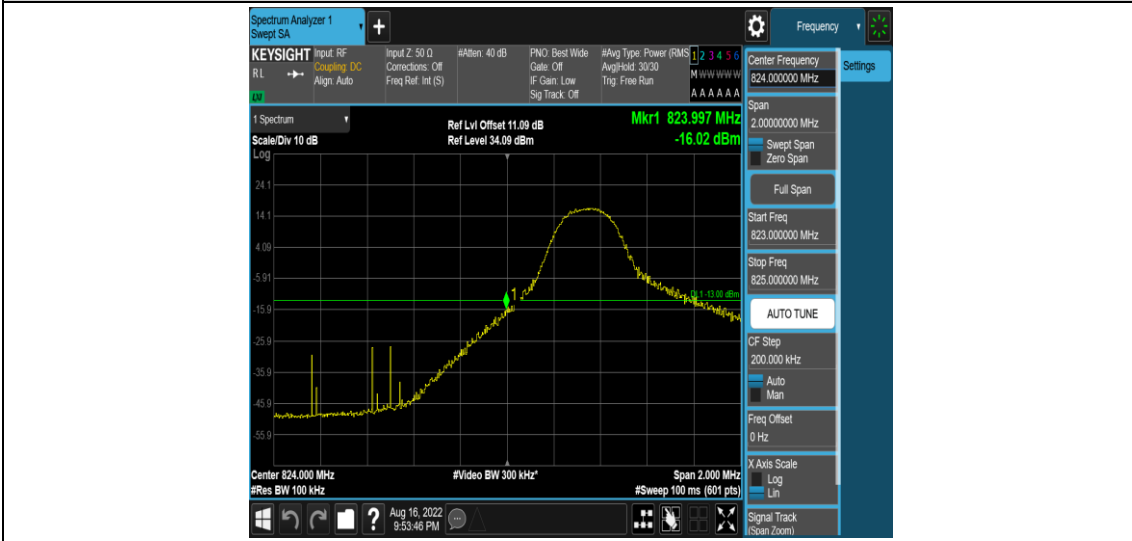 Spectrum Analyzer 1
Swept SA
+
Frequency
KEYSIGHT
RL
Input: RF
Coupling: DC
Align: Auto
Input Z: 50 Ω
Corrections: Off
Freq Ref: Int (S)
#Atten: 40 dB
PNO: Best Wide
Gate: Off
IF Gain: Low
Sig Track: Off
#Avg Type: Power (RMS
Avg|Hold: 30/30
Trig: Free Run
1 2 3 4 5 6
M W W W W W
A A A A A A
1 Spectrum
Scale/Div 10 dB
Log
Ref Lvl Offset 11.09 dB
Ref Level 34.09 dBm
Mkr1 823.997 MHz
-16.02 dBm
24.1
14.1
4.09
-5.91
-15.9
-25.9
-35.9
-45.9
-55.9
1
DL1 -13.00 dBm
Center 824.000 MHz
#Res BW 100 kHz
#Video BW 300 kHz*
Span 2.000 MHz
#Sweep 100 ms (601 pts)
Center Frequency
824.000000 MHz
Settings
Span
2.00000000 MHz
Swept Span
Zero Span
Full Span
Start Freq
823.000000 MHz
Stop Freq
825.000000 MHz
AUTO TUNE
CF Step
200.000 kHz
Auto
Man
Freq Offset
0 Hz
X Axis Scale
Log
Lin
Signal Track
(Span Zoom)
?
Aug 16, 2022
9:53:46 PM